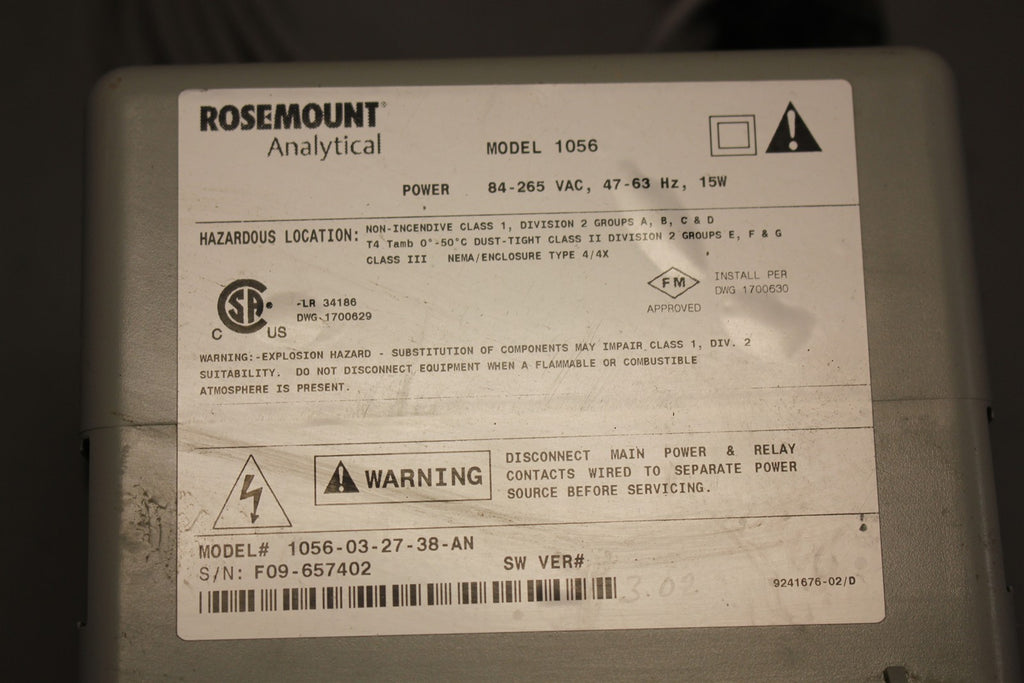 ROSEMOUNT®
Analytical
MODEL 1056
POWER 84-265 VAC, 47-63 Hz, 15W
HAZARDOUS LOCATION: NON-INCENDIVE CLASS 1, DIVISION 2 GROUPS A, B, C & D
T4 Tamb 0°-50°C DUST-TIGHT CLASS II DIVISION 2 GROUPS E, F & G
CLASS III NEMA/ENCLOSURE TYPE 4/4X
C SA US
-LR 34186
DWG-1700629
FM
APPROVED
INSTALL PER
DWG 1700630
WARNING:-EXPLOSION HAZARD - SUBSTITUTION OF COMPONENTS MAY IMPAIR CLASS 1, DIV. 2
SUITABILITY. DO NOT DISCONNECT EQUIPMENT WHEN A FLAMMABLE OR COMBUSTIBLE
ATMOSPHERE IS PRESENT.
WARNING
DISCONNECT MAIN POWER & RELAY
CONTACTS WIRED TO SEPARATE POWER
SOURCE BEFORE SERVICING.
MODEL# 1056-03-27-38-AN
S/N: F09-657402
SW VER#
3.02
9241676-02/D